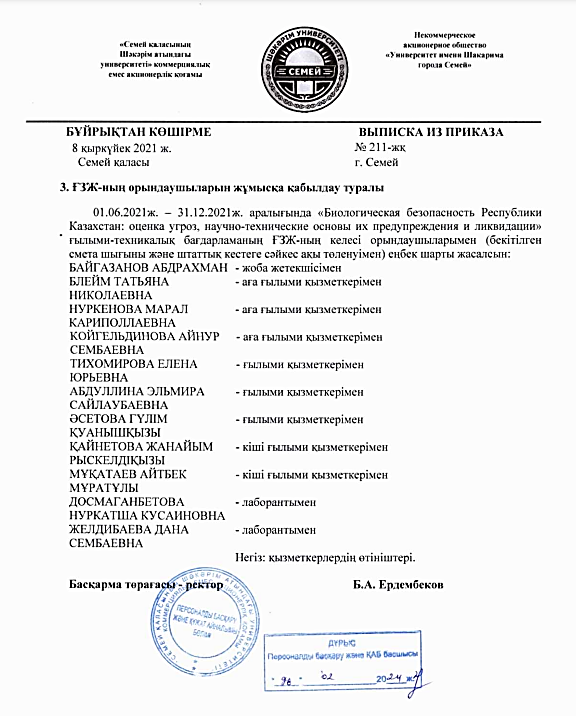 «Семей қаласының
Шәкәрім атындағы
университеті» коммерциялық
емес акционерлік қоғамы
ШӘКӘРІМ УНИВЕРСИТЕТІ
СЕМЕЙ
Некоммерческое
акционерное общество
«Университет имени Шакарима
города Семей»
БҰЙРЫҚТАН КӨШІРМЕ
ВЫПИСКА ИЗ ПРИКАЗА
8 қыркүйек 2021 ж.
№ 211-жқ
Семей қаласы
г. Семей
3. ҒЗЖ-ның орындаушыларын жұмысқа қабылдау туралы
01.06.2021ж. – 31.12.2021ж. аралығында «Биологическая безопасность Республики
Казахстан: оценка угроз, научно-технические основы их предупреждения и ликвидации»
ғылыми-техникалық бағдарламаның ҒЗЖ-ның келесі орындаушыларымен (бекітілген
смета шығыны және штаттық кестеге сәйкес ақы төленуімен) еңбек шарты жасалсын:
БАЙГАЗАНОВ АБДРАХМАН - жоба жетекшісімен
БЛЕЙМ ТАТЬЯНА - аға ғылыми қызметкерімен
НИКОЛАЕВНА
НУРКЕНОВА МАРАЛ - аға ғылыми қызметкерімен
КАРИПОЛЛАЕВНА
КОЙГЕЛЬДИНОВА АЙНУР - аға ғылыми қызметкерімен
СЕМБАЕВНА
ТИХОМИРОВА ЕЛЕНА - ғылыми қызметкерімен
ЮРЬЕВНА
АБДУЛЛИНА ЭЛЬМИРА - ғылыми қызметкерімен
САЙЛАУБАЕВНА
ӘСЕТОВА ГҮЛІМ - ғылыми қызметкерімен
ҚУАНЫШҚЫЗЫ
ҚАЙНЕТОВА ЖАНАЙЫМ - кіші ғылыми қызметкерімен
РЫСКЕЛДІҚЫЗЫ
МҰҚАТАЕВ АЙТБЕК - кіші ғылыми қызметкерімен
МҰРАТҰЛЫ
ДОСМАГАНБЕТОВА - лаборантымен
НУРКАТША КУСАИНОВНА
ЖЕЛДИБАЕВА ДАНА - лаборантымен
СЕМБАЕВНА
Негіз: қызметкерлердің өтініштері.
Басқарма төрағасы - ректор
Б.А. Ердембеков
ПЕРСОНАЛДЫ БАСҚАРУ
ЖӘНЕ ҚҰЖАТ АЙНАЛЫМЫ
БӨЛІМІ
ДҰРЫС
Персоналды басқару және ҚАБ басшысы
02 2024 ж.